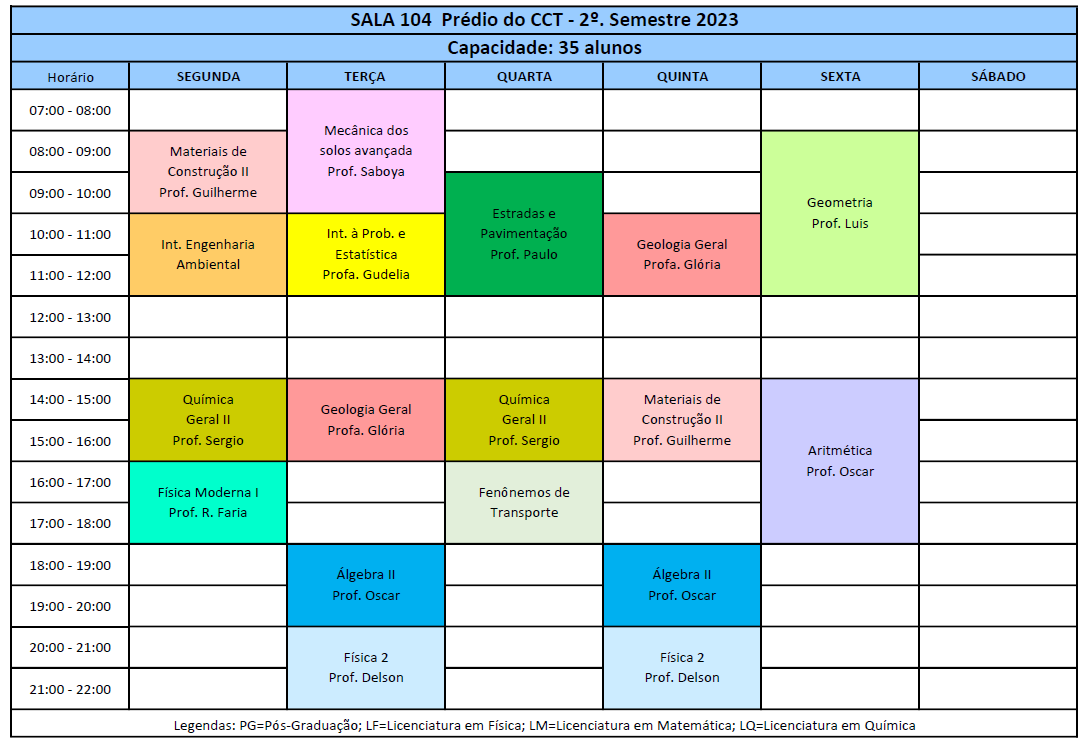 SALA 104 Prédio do CCT - 2º. Semestre 2023
Capacidade: 35 alunos
Horário SEGUNDA TERÇA QUARTA QUINTA SEXTA SÁBADO
07:00 - 08:00
Mecânica dos
solos avançada
Prof. Saboya
08:00 - 09:00
Materiais de
Construção II
Prof. Guilherme
Geometria
Prof. Luis
09:00 - 10:00
Estradas e
Pavimentação
Prof. Paulo
10:00 - 11:00
Int. Engenharia
Ambiental
Int. à Prob. e
Estatística
Profa. Gudelia
Geologia Geral
Profa. Glória
11:00 - 12:00
12:00 - 13:00
13:00 - 14:00
14:00 - 15:00
Química
Geral II
Prof. Sergio
Geologia Geral
Profa. Glória
Química
Geral II
Prof. Sergio
Materiais de
Construção II
Prof. Guilherme
Aritmética
Prof. Oscar
15:00 - 16:00
16:00 - 17:00
Física Moderna I
Prof. R. Faria
Fenônemos de
Transporte
17:00 - 18:00
18:00 - 19:00
Álgebra II
Prof. Oscar
Álgebra II
Prof. Oscar
19:00 - 20:00
20:00 - 21:00
Física 2
Prof. Delson
Física 2
Prof. Delson
21:00 - 22:00
Legendas: PG=Pós-Graduação; LF=Licenciatura em Física; LM=Licenciatura em Matemática; LQ=Licenciatura em Química